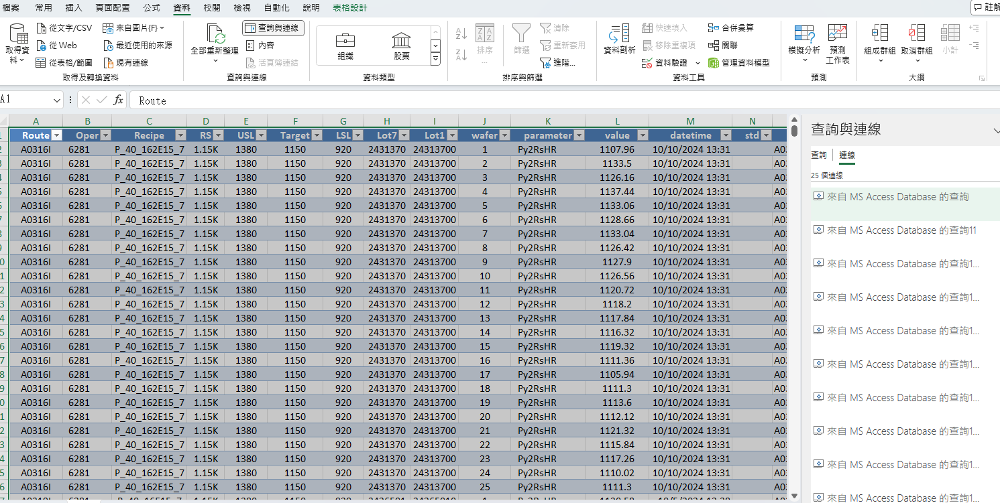 檔案 常用 插入 頁面配置 公式 資料 校閱 檢視 自動化 說明 表格設計 註解
取得資料 從文字/CSV 從 Web 從表格/範圍 來自圖片{F} 最近使用的來源 現有連線
取得及轉換資料
全部重新整理 查詢與連線 內容 活頁簿連結
查詢與連線
組織 股票
資料類型
排序... 篩選 清除 重新套用 進階...
排序與篩選
資料剖析 快速填入 移除重複項 資料驗證 合併彙算 關聯 管理資料模型
資料工具
模擬分析 預測工作表
預測
組成群組 取消群組 小計
大綱
A1 fx Route
A B C D E F G H I J K L M N
Route Oper Recipe RS USL Target LSL Lot7 Lot1 wafer parameter value datetime std
A0316I 6281 P_40_162E15_7 1.15K 1380 1150 920 2431370 24313700 1 Py2RsHR 1107.96 10/10/2024 13:31
A0316I 6281 P_40_162E15_7 1.15K 1380 1150 920 2431370 24313700 2 Py2RsHR 1133.5 10/10/2024 13:31
A0316I 6281 P_40_162E15_7 1.15K 1380 1150 920 2431370 24313700 3 Py2RsHR 1126.16 10/10/2024 13:31
A0316I 6281 P_40_162E15_7 1.15K 1380 1150 920 2431370 24313700 4 Py2RsHR 1137.44 10/10/2024 13:31
A0316I 6281 P_40_162E15_7 1.15K 1380 1150 920 2431370 24313700 5 Py2RsHR 1133.06 10/10/2024 13:31
A0316I 6281 P_40_162E15_7 1.15K 1380 1150 920 2431370 24313700 6 Py2RsHR 1128.66 10/10/2024 13:31
A0316I 6281 P_40_162E15_7 1.15K 1380 1150 920 2431370 24313700 7 Py2RsHR 1133.04 10/10/2024 13:31
A0316I 6281 P_40_162E15_7 1.15K 1380 1150 920 2431370 24313700 8 Py2RsHR 1126.42 10/10/2024 13:31
A0316I 6281 P_40_162E15_7 1.15K 1380 1150 920 2431370 24313700 9 Py2RsHR 1127.9 10/10/2024 13:31
A0316I 6281 P_40_162E15_7 1.15K 1380 1150 920 2431370 24313700 10 Py2RsHR 1126.56 10/10/2024 13:31
A0316I 6281 P_40_162E15_7 1.15K 1380 1150 920 2431370 24313700 11 Py2RsHR 1120.72 10/10/2024 13:31
A0316I 6281 P_40_162E15_7 1.15K 1380 1150 920 2431370 24313700 12 Py2RsHR 1118.2 10/10/2024 13:31
A0316I 6281 P_40_162E15_7 1.15K 1380 1150 920 2431370 24313700 13 Py2RsHR 1117.84 10/10/2024 13:31
A0316I 6281 P_40_162E15_7 1.15K 1380 1150 920 2431370 24313700 14 Py2RsHR 1116.32 10/10/2024 13:31
A0316I 6281 P_40_162E15_7 1.15K 1380 1150 920 2431370 24313700 15 Py2RsHR 1119.32 10/10/2024 13:31
A0316I 6281 P_40_162E15_7 1.15K 1380 1150 920 2431370 24313700 16 Py2RsHR 1111.36 10/10/2024 13:31
A0316I 6281 P_40_162E15_7 1.15K 1380 1150 920 2431370 24313700 17 Py2RsHR 1105.94 10/10/2024 13:31
A0316I 6281 P_40_162E15_7 1.15K 1380 1150 920 2431370 24313700 18 Py2RsHR 1111.3 10/10/2024 13:31
A0316I 6281 P_40_162E15_7 1.15K 1380 1150 920 2431370 24313700 19 Py2RsHR 1113.6 10/10/2024 13:31
A0316I 6281 P_40_162E15_7 1.15K 1380 1150 920 2431370 24313700 20 Py2RsHR 1112.12 10/10/2024 13:31
A0316I 6281 P_40_162E15_7 1.15K 1380 1150 920 2431370 24313700 21 Py2RsHR 1121.32 10/10/2024 13:31
A0316I 6281 P_40_162E15_7 1.15K 1380 1150 920 2431370 24313700 22 Py2RsHR 1115.84 10/10/2024 13:31
A0316I 6281 P_40_162E15_7 1.15K 1380 1150 920 2431370 24313700 23 Py2RsHR 1117.26 10/10/2024 13:31
A0316I 6281 P_40_162E15_7 1.15K 1380 1150 920 2431370 24313700 24 Py2RsHR 1110.02 10/10/2024 13:31
A0316I 6281 P_40_162E15_7 1.15K 1380 1150 920 2431370 24313700 25 Py2RsHR 1111.3 10/10/2024 13:31
查詢與連線
查詢 連線
25 個連線
來自 MS Access Database 的查詢
來自 MS Access Database 的查詢11
來自 MS Access Database 的查詢1...
來自 MS Access Database 的查詢1...
來自 MS Access Database 的查詢1...
來自 MS Access Database 的查詢1...
來自 MS Access Database 的查詢1...
來自 MS Access Database 的查詢1...
來自 MS Access Database 的查詢1...
來自 MS Access Database 的查詢1...